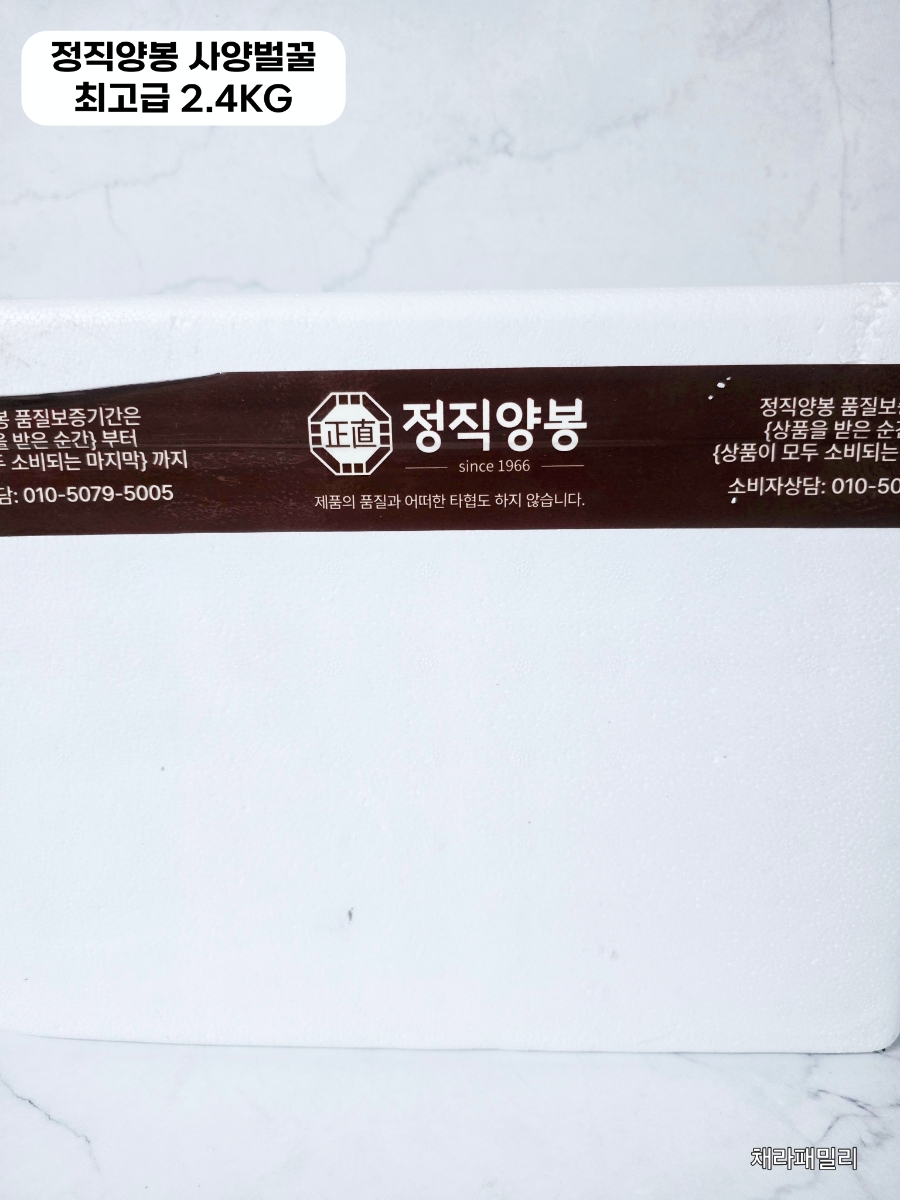 정직양봉 사양벌꿀
최고급 2.4KG
봉 품질보증기간은
받은 순간} 부터
소비되는 마지막} 까지
담: 010-5079-5005
正直
정직양봉
since 1966
제품의 품질과 어떠한 타협도 하지 않습니다.
정직양봉 품질보증
{상품을 받은 순간
{상품이 모두 소비되는
소비자상담: 010-50
채라패밀리